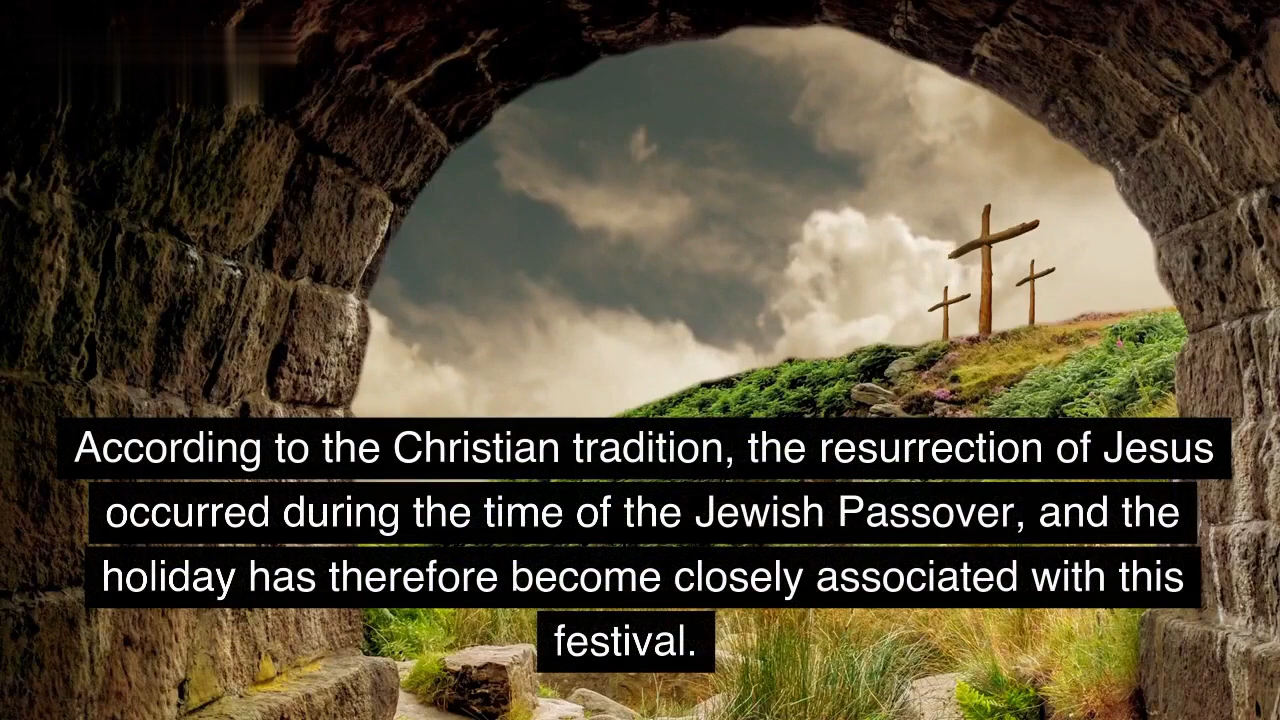 According to the Christian tradition, the resurrection of Jesus
occurred during the time of the Jewish Passover, and the
holiday has therefore become closely associated with this
festival.